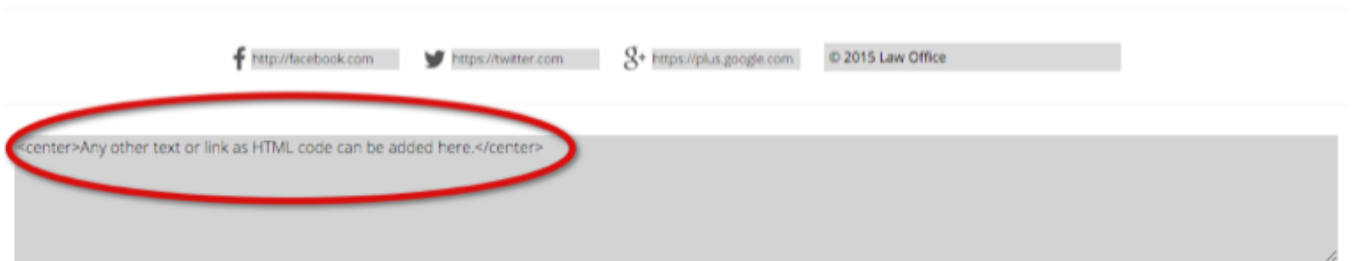 http://facebook.com https://twitter.com g+ https://plus.google.com © 2015 Law Office
<center>Any other text or link as HTML code can be added here.</center>